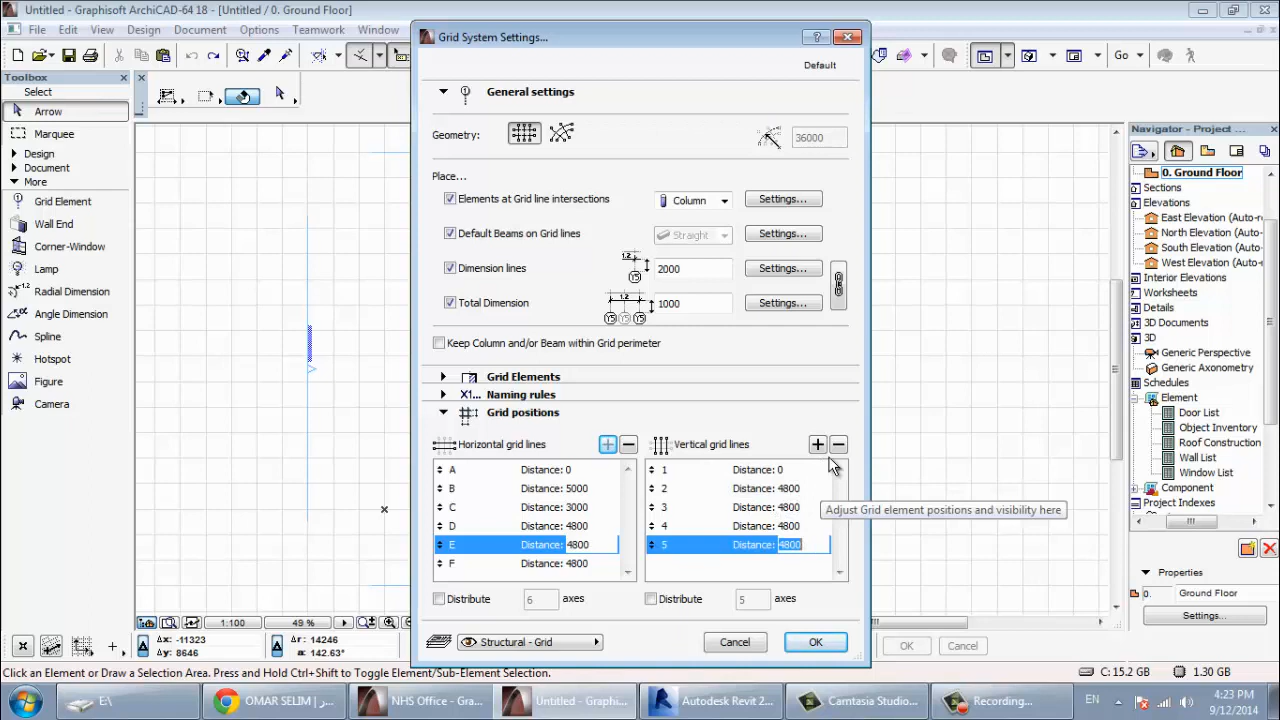 Untitled - Graphisoft ArchiCAD-64 18 - [Untitled / 0. Ground Floor]
File Edit View Design Document Options Teamwork Window
Toolbox
Select
Arrow
Marquee
Design
Document
More
Grid Element
Wall End
Corner-Window
Lamp
Radial Dimension
Angle Dimension
Spline
Hotspot
Figure
Camera
Grid System Settings...
Default
General settings
Geometry:
36000
Place...
Elements at Grid line intersections Column Settings...
Default Beams on Grid lines Straight Settings...
Dimension lines 2000 Settings...
Total Dimension 1000 Settings...
Keep Column and/or Beam within Grid perimeter
Grid Elements
X1... Naming rules
Grid positions
Horizontal grid lines
A Distance: 0
B Distance: 5000
C Distance: 3000
D Distance: 4800
E Distance: 4800
F Distance: 4800
Distribute 6 axes
Vertical grid lines
1 Distance: 0
2 Distance: 4800
3 Distance: 4800
4 Distance: 4800
5 Distance: 4800
Distribute 5 axes
Adjust Grid element positions and visibility here
Structural - Grid
Cancel OK
Go
Navigator - Project ...
0. Ground Floor
Sections
Elevations
East Elevation (Auto-r
North Elevation (Auto-
South Elevation (Auto-
West Elevation (Auto-r
Interior Elevations
Worksheets
Details
3D Documents
3D
Generic Perspective
Generic Axonometry
Schedules
Element
Door List
Object Inventory
Roof Construction
Wall List
Window List
Component
Project Indexes
Properties
0. Ground Floor
Settings...
1:100 49 %
Δx: -11323
Δy: 8646
Δr: 14246
α: 142.63°
OK Cancel
Click an Element or Draw a Selection Area. Press and Hold Ctrl+Shift to Toggle Element/Sub-Element Selection.
C: 15.2 GB 1.30 GB
E:\
OMAR SELIM | ...
NHS Office - Gra...
Untitled - Graphi...
Autodesk Revit 2...
Camtasia Studio...
Recording...
EN
4:23 PM
9/12/2014